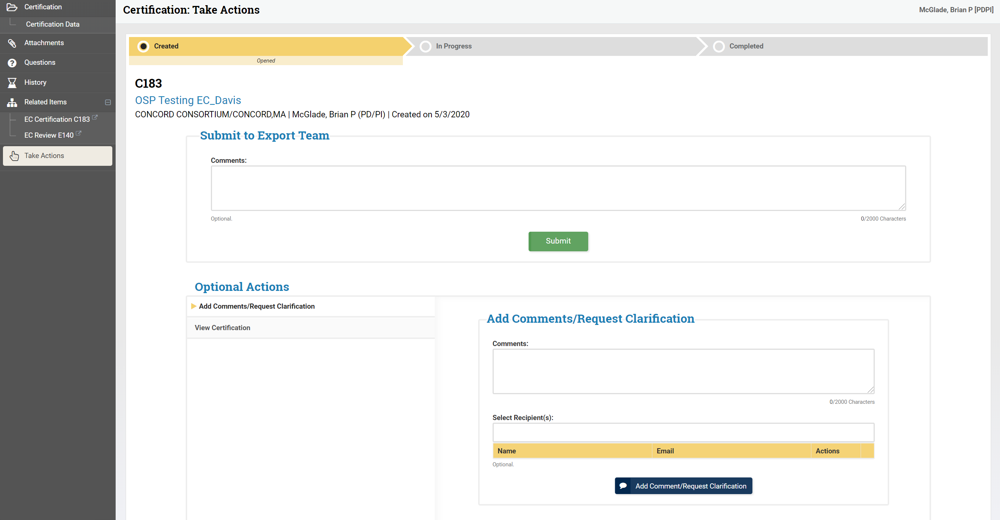 Certification
Certification Data
Attachments
Questions
History
Related Items
EC Certification C183
EC Review E140
Take Actions
Certification: Take Actions
McGlade, Brian P [PDPI]
Created
In Progress
Completed
Opened
C183
OSP Testing EC_Davis
CONCORD CONSORTIUM/CONCORD,MA | McGlade, Brian P (PD/PI) | Created on 5/3/2020
Submit to Export Team
Comments:
Optional.
0/2000 Characters
Submit
Optional Actions
Add Comments/Request Clarification
View Certification
Add Comments/Request Clarification
Comments:
0/2000 Characters
Select Recipient(s):
Name Email Actions
Optional.
Add Comment/Request Clarification